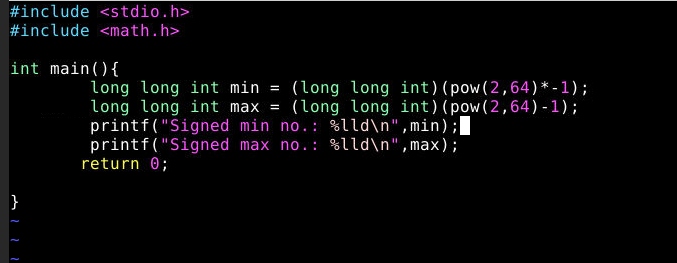 #include <stdio.h>
#include <math.h>

int main(){
        long long int min = (long long int)(pow(2,64)*-1);
        long long int max = (long long int)(pow(2,64)-1);
        printf("Signed min no.: %lld\n",min);
        printf("Signed max no.: %lld\n",max);
       return 0;

}
~
~
~